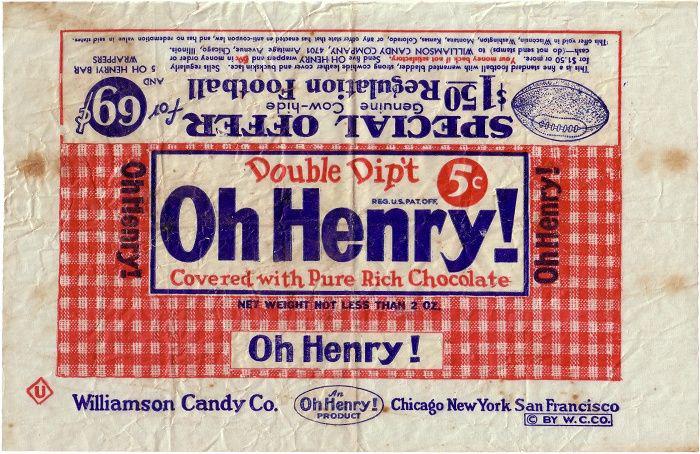 SPECIAL OFFER
Genuine Cow-hide
$1.50 Regulation Football
for
69¢
AND
5 OH HENRY BAR
WRAPPERS
This is a fine standard football with warranted bladder, strong cowhide leather cover and buckskin lace. Sells regularly
for $1.50 or more. Your money back if not satisfactory. Send five OH HENRY wrappers and 69¢ in money order or
cash—(do not send stamps) to WILLIAMSON CANDY COMPANY, 4701 Armitage Avenue, Chicago, Illinois.
This offer void in Wisconsin, Washington, Montana, Kansas, Colorado, or any other state that has enacted an anti-coupon law, and has no redemption value in said states.
Double Dip't
5¢
REG. U.S. PAT. OFF.
Oh Henry!
Oh Henry!
Oh Henry!
Covered with Pure Rich Chocolate
NET WEIGHT NOT LESS THAN 2 OZ.
Oh Henry!
U
Williamson Candy Co.
An
Oh Henry!
PRODUCT
Chicago New York San Francisco
© BY W.C.CO.